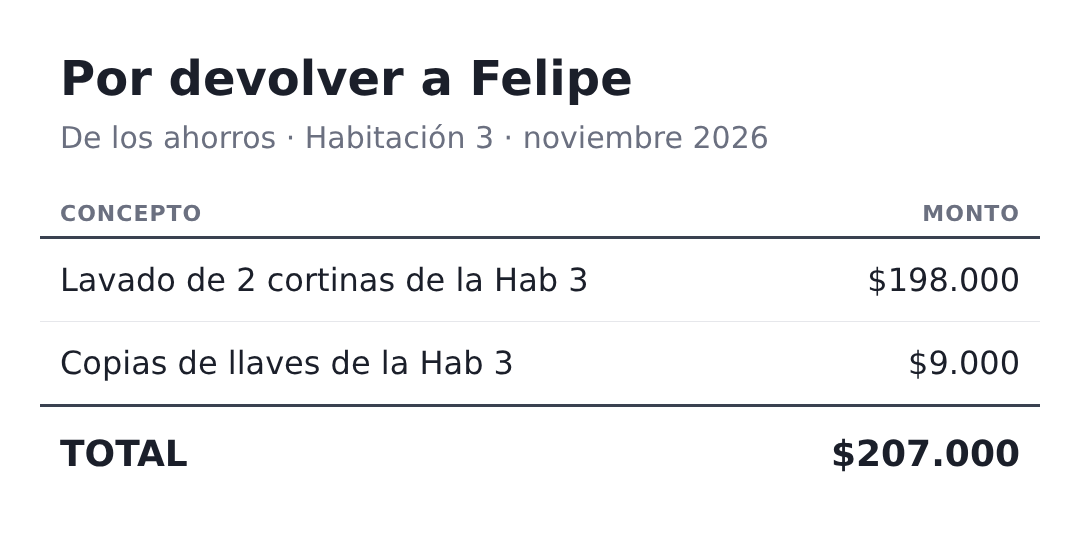 Por devolver a Felipe
De los ahorros · Habitación 3 · noviembre 2026
CONCEPTO MONTO
Lavado de 2 cortinas de la Hab 3 $198.000
Copias de llaves de la Hab 3 $9.000
TOTAL $207.000